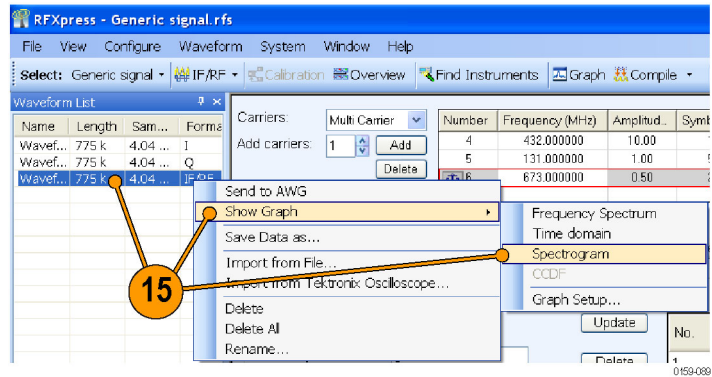 RFXpress - Generic signal.rfs
File View Configure Waveform System Window Help
Select: Generic signal IF/RF Calibration Overview Find Instruments Graph Compile
Waveform List
Name Length Sam... Forma
Wavef... 775 k 4.04 ... I
Wavef... 775 k 4.04 ... Q
Wavef... 775 k 4.04 ... IF/RF
Carriers: Multi Carrier
Add carriers: 1 Add
Delete
Number Frequency (MHz) Amplitud.. Symb
4 432.000000 10.00
5 131.000000 1.00
6 673.000000 0.50
Send to AWG
Show Graph
Save Data as...
Import from File...
Import from Tektronix Oscilloscope...
Delete
Delete All
Rename...
Frequency Spectrum
Time domain
Spectrogram
CCDF
Graph Setup...
15
Update
Delete
No.
1
0159-089